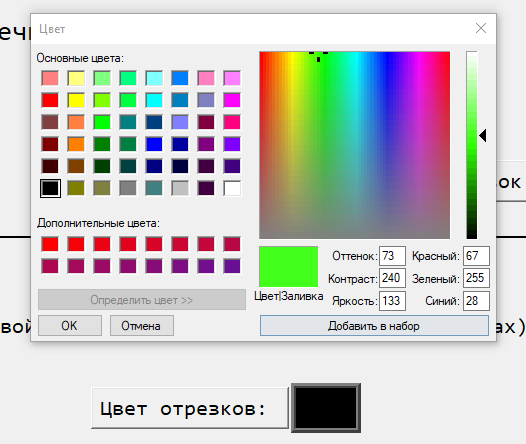 ечн
Цвет
Основные цвета:
ок
Дополнительные цвета:
Оттенок: 73 Красный: 67
Контраст: 240 Зеленый: 255
Цвет|Заливка Яркость: 133 Синий: 28
Определить цвет >>
OK Отмена Добавить в набор
вой ах)
Цвет отрезков: